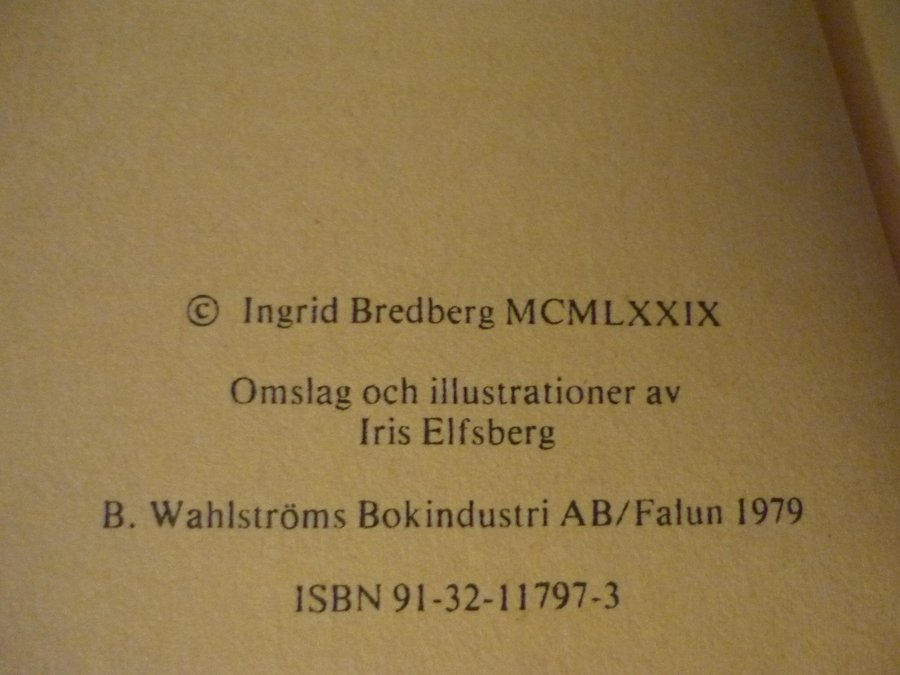 © Ingrid Bredberg MCMLXXIX
Omslag och illustrationer av
Iris Elfsberg
B. Wahlströms Bokindustri AB/Falun 1979
ISBN 91-32-11797-3